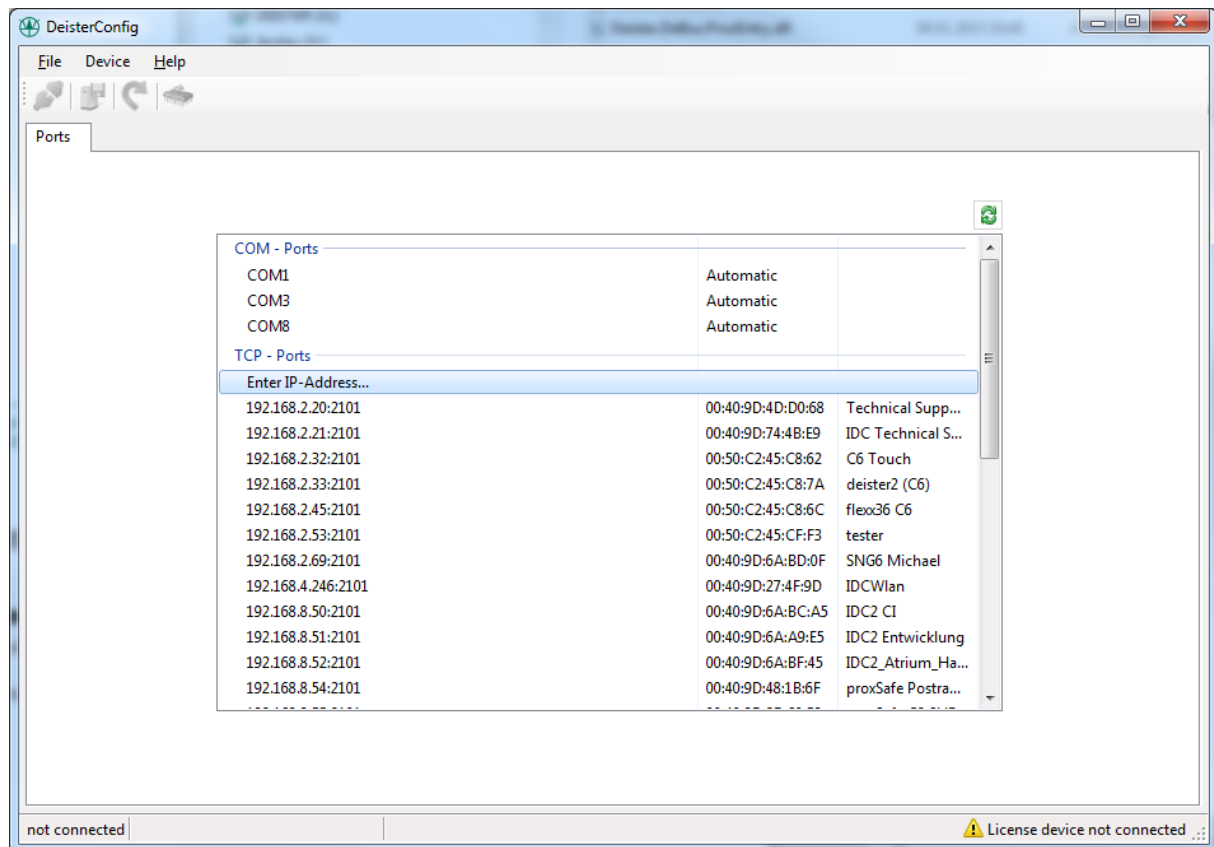 DeisterConfig
File Device Help
Ports
COM - Ports
COM1 Automatic
COM3 Automatic
COM8 Automatic
TCP - Ports
Enter IP-Address...
192.168.2.20:2101 00:40:9D:4D:D0:68 Technical Supp...
192.168.2.21:2101 00:40:9D:74:4B:E9 IDC Technical S...
192.168.2.32:2101 00:50:C2:45:C8:62 C6 Touch
192.168.2.33:2101 00:50:C2:45:C8:7A deister2 (C6)
192.168.2.45:2101 00:50:C2:45:C8:6C flexx36 C6
192.168.2.53:2101 00:50:C2:45:CF:F3 tester
192.168.2.69:2101 00:40:9D:6A:BD:0F SNG6 Michael
192.168.4.246:2101 00:40:9D:27:4F:9D IDCWlan
192.168.8.50:2101 00:40:9D:6A:BC:A5 IDC2 CI
192.168.8.51:2101 00:40:9D:6A:A9:E5 IDC2 Entwicklung
192.168.8.52:2101 00:40:9D:6A:BF:45 IDC2_Atrium_Ha...
192.168.8.54:2101 00:40:9D:48:1B:6F proxSafe Postra...
not connected
License device not connected